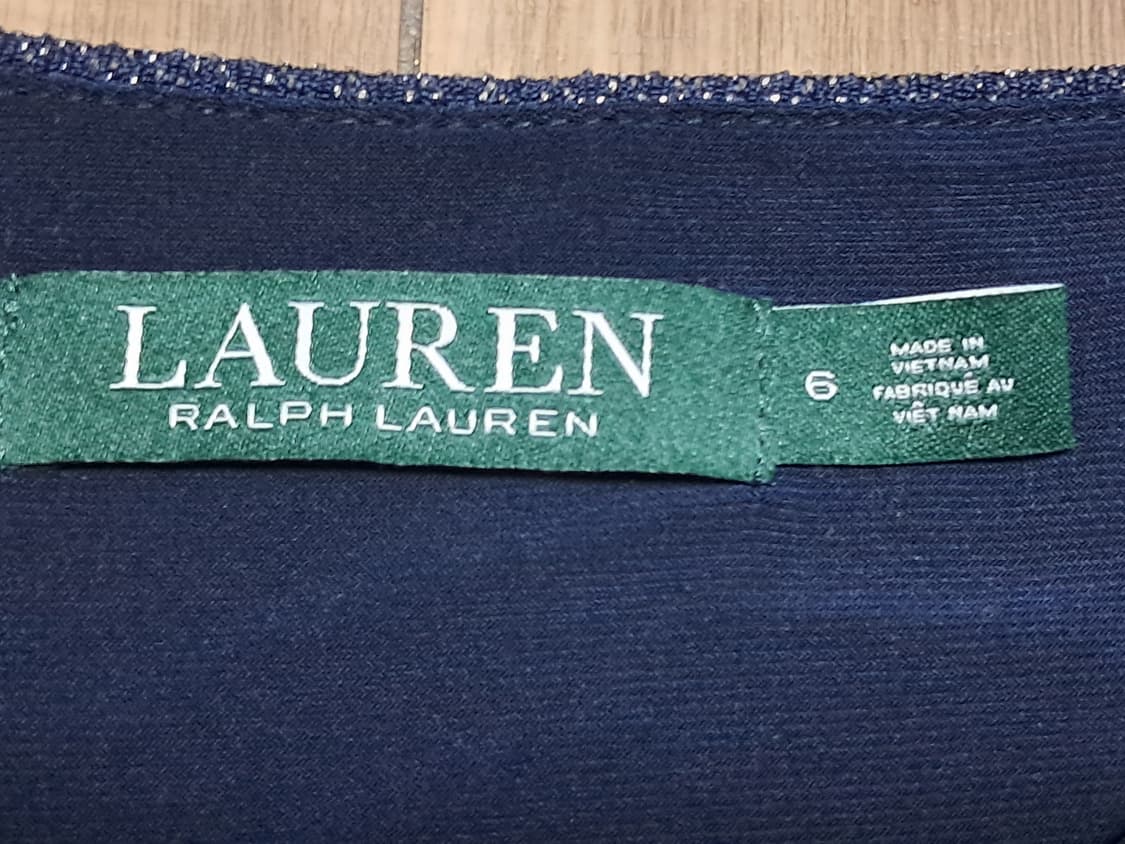 LAUREN
RALPH LAUREN
6
MADE IN
VIETNAM
FABRIQUÉ AU
VIÊT NAM